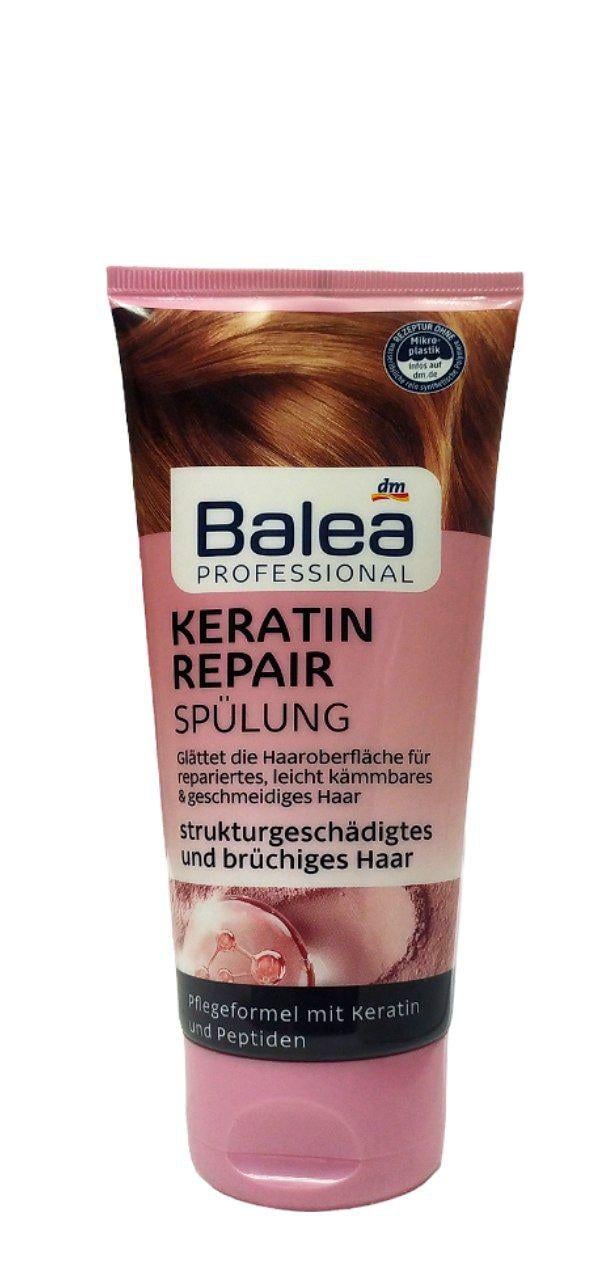 REZEPTUR OHNE
Mikro-
plastik
Infos auf
dm.de
dm
Balea
PROFESSIONAL
KERATIN
REPAIR
SPÜLUNG
Glättet die Haaroberfläche für
repariertes, leicht kämmbares
& geschmeidiges Haar
strukturgeschädigtes
und brüchiges Haar
Pflegeformel mit Keratin
und Peptiden